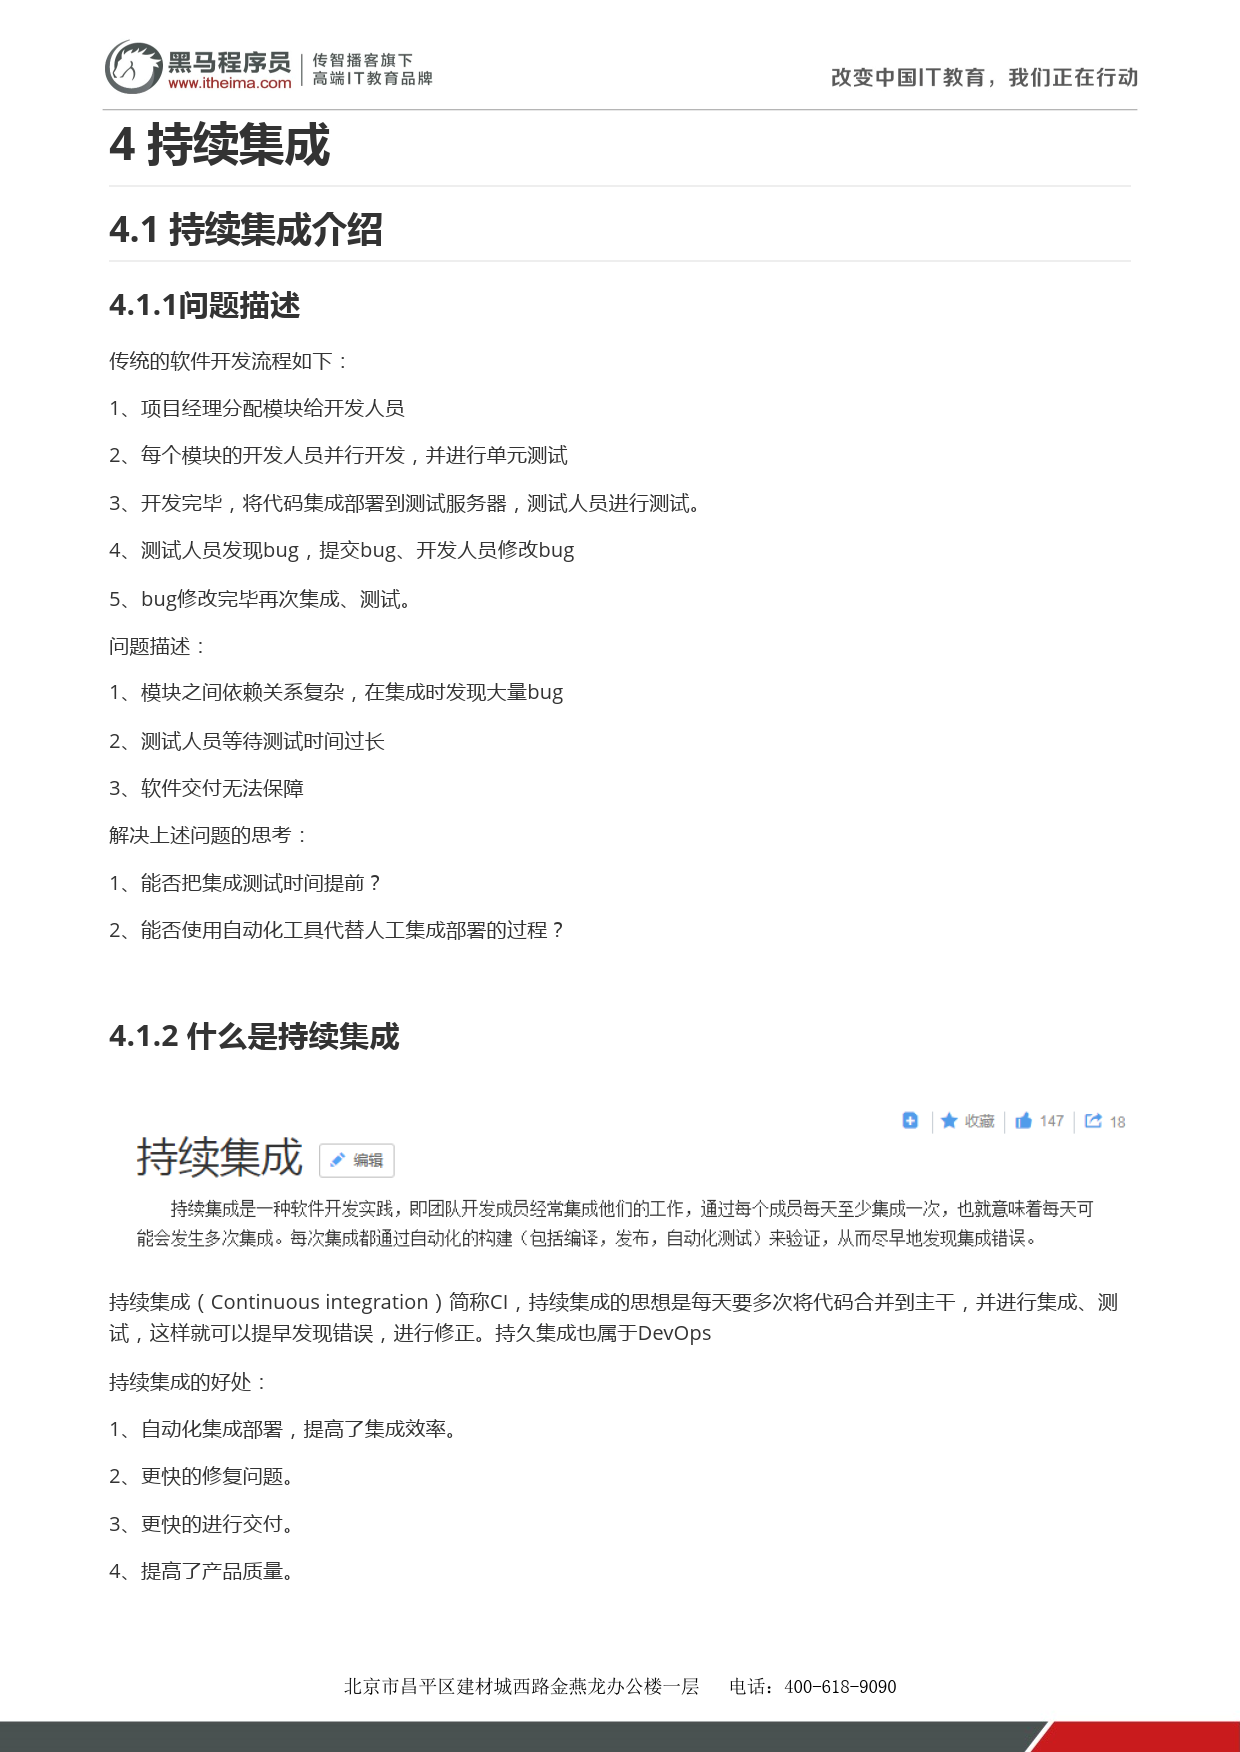 黑马程序员
www.itheima.com
传智播客旗下
高端IT教育品牌
改变中国IT教育，我们正在行动
4 持续集成
4.1 持续集成介绍
4.1.1问题描述
传统的软件开发流程如下：
1、项目经理分配模块给开发人员
2、每个模块的开发人员并行开发，并进行单元测试
3、开发完毕，将代码集成部署到测试服务器，测试人员进行测试。
4、测试人员发现bug，提交bug、开发人员修改bug
5、bug修改完毕再次集成、测试。
问题描述：
1、模块之间依赖关系复杂，在集成时发现大量bug
2、测试人员等待测试时间过长
3、软件交付无法保障
解决上述问题的思考：
1、能否把集成测试时间提前？
2、能否使用自动化工具代替人工集成部署的过程？
4.1.2 什么是持续集成
收藏 147 18
持续集成 编辑
持续集成是一种软件开发实践，即团队开发成员经常集成他们的工作，通过每个成员每天至少集成一次，也就意味着每天可
能会发生多次集成。每次集成都通过自动化的构建（包括编译，发布，自动化测试）来验证，从而尽早地发现集成错误。
持续集成（Continuous integration）简称CI，持续集成的思想是每天要多次将代码合并到主干，并进行集成、测
试，这样就可以提早发现错误，进行修正。持久集成也属于DevOps
持续集成的好处：
1、自动化集成部署，提高了集成效率。
2、更快的修复问题。
3、更快的进行交付。
4、提高了产品质量。
北京市昌平区建材城西路金燕龙办公楼一层 电话：400-618-9090